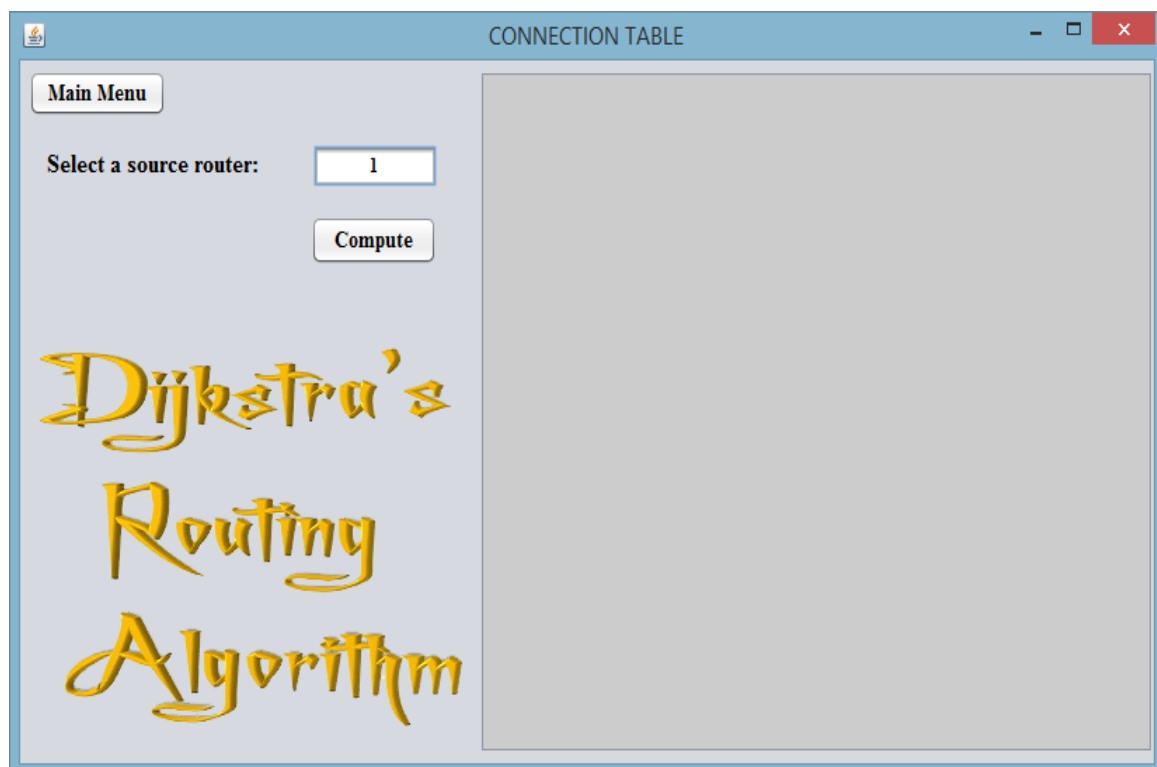 CONNECTION TABLE
Main Menu
Select a source router:
1
Compute
Dijkstra's
Routing
Algorithm